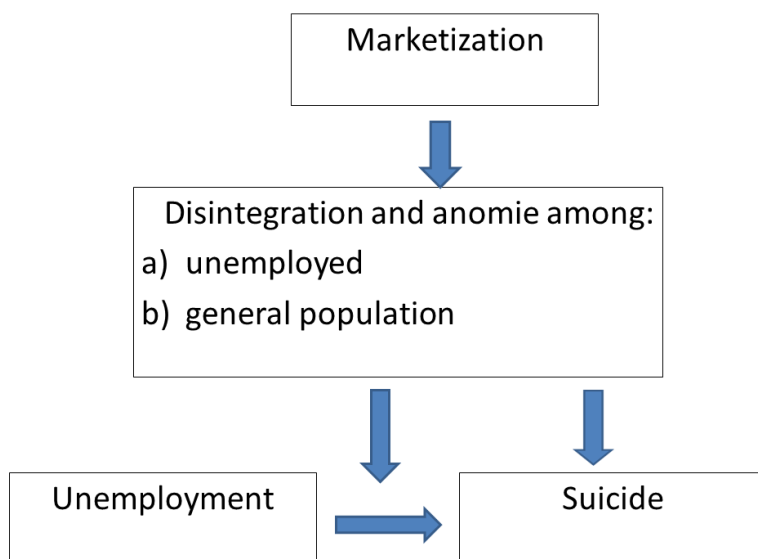 Marketization
Disintegration and anomie among:
a) unemployed
b) general population
Unemployment
Suicide